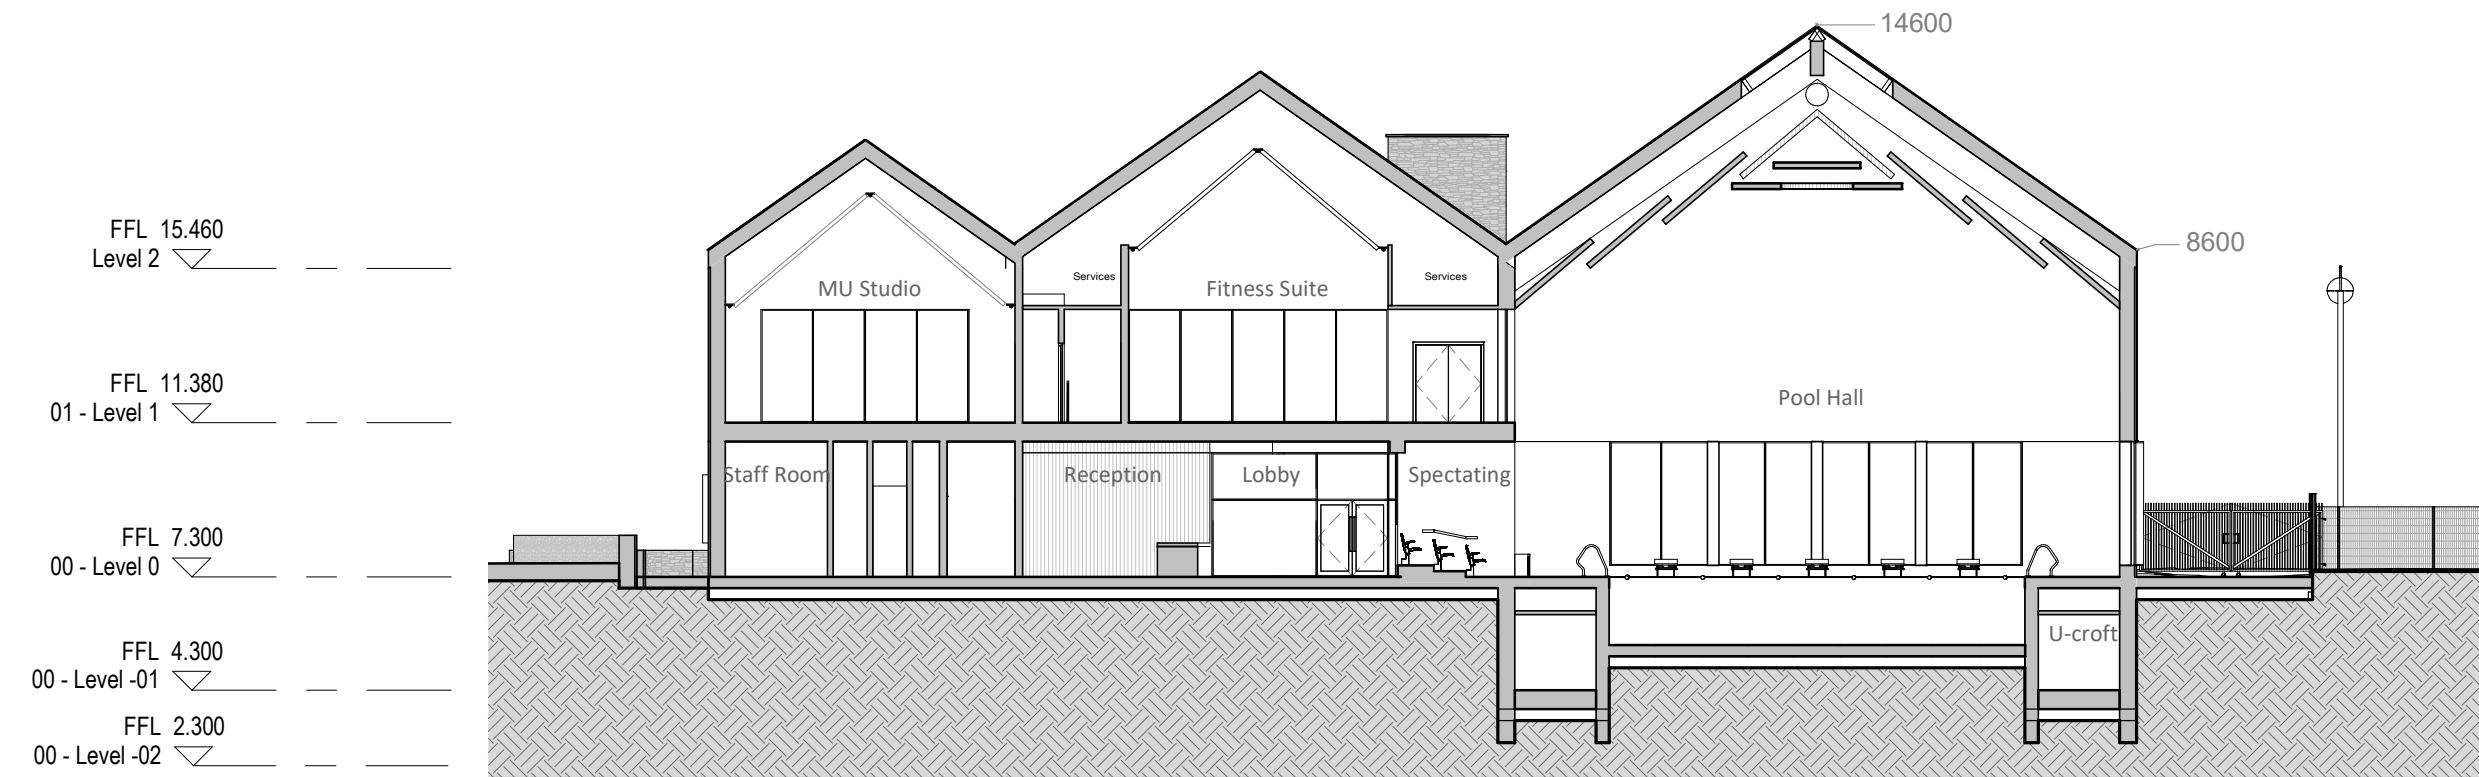 14600
8600
FFL 15.460
Level 2
MU Studio
Services
Fitness Suite
Services
FFL 11.380
01 - Level 1
Pool Hall
Staff Room
Reception
Lobby
Spectating
FFL 7.300
00 - Level 0
FFL 4.300
00 - Level -01
U-croft
FFL 2.300
00 - Level -02